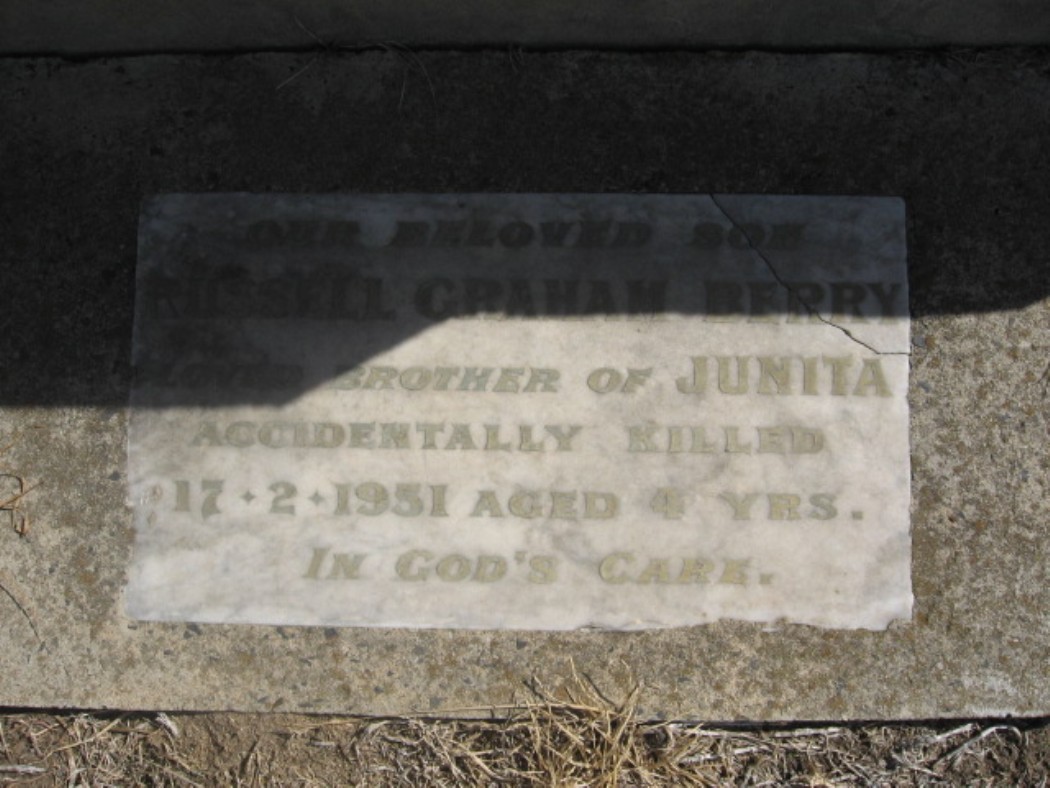 OUR BELOVED SON
RUSSELL GRAHAM BERRY
LOVED BROTHER OF JUNITA
ACCIDENTALLY KILLED
17·2·1951 AGED 4 YRS.
IN GOD'S CARE.